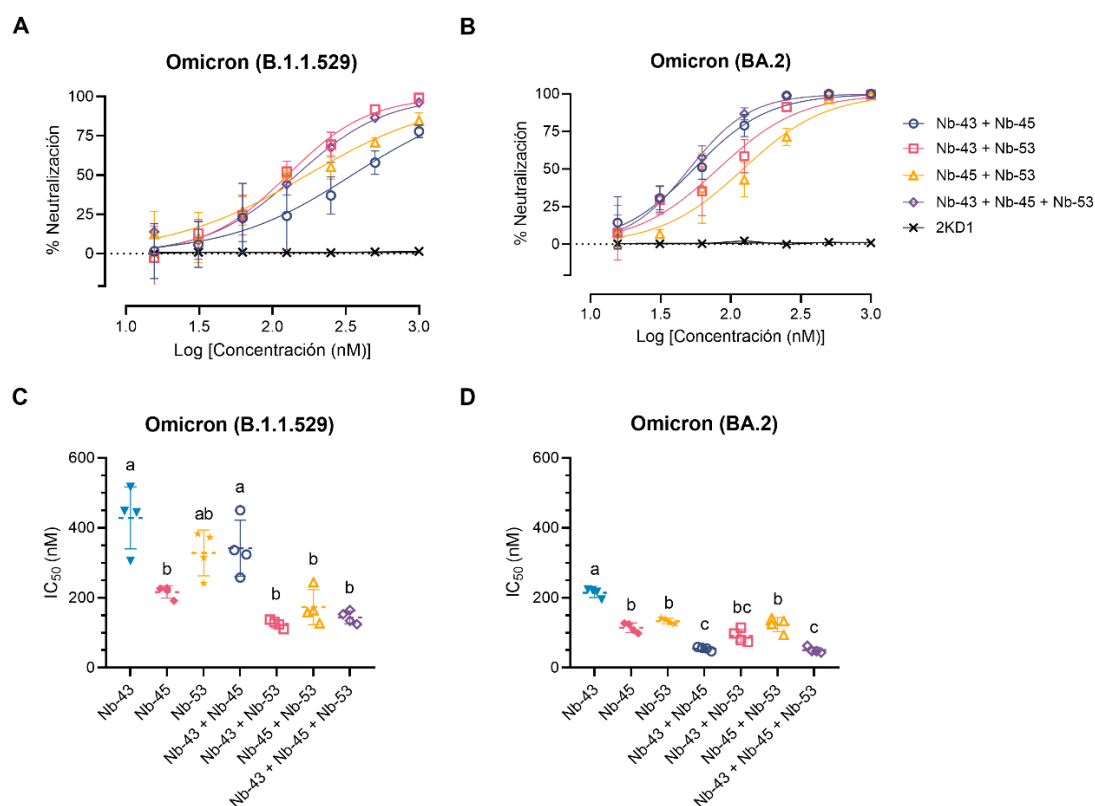 A
Omicron (B.1.1.529)
% Neutralización
100
75
50
25
0
1.0 1.5 2.0 2.5 3.0
Log [Concentración (nM)]
B
Omicron (BA.2)
% Neutralización
100
75
50
25
0
1.0 1.5 2.0 2.5 3.0
Log [Concentración (nM)]
Nb-43 + Nb-45
Nb-43 + Nb-53
Nb-45 + Nb-53
Nb-43 + Nb-45 + Nb-53
2KD1
C
Omicron (B.1.1.529)
IC50 (nM)
600
400
200
0
a b ab a b b b
Nb-43
Nb-45
Nb-53
Nb-43 + Nb-45
Nb-43 + Nb-53
Nb-45 + Nb-53
Nb-43 + Nb-45 + Nb-53
D
Omicron (BA.2)
IC50 (nM)
600
400
200
0
a b b c bc b c
Nb-43
Nb-45
Nb-53
Nb-43 + Nb-45
Nb-43 + Nb-53
Nb-45 + Nb-53
Nb-43 + Nb-45 + Nb-53